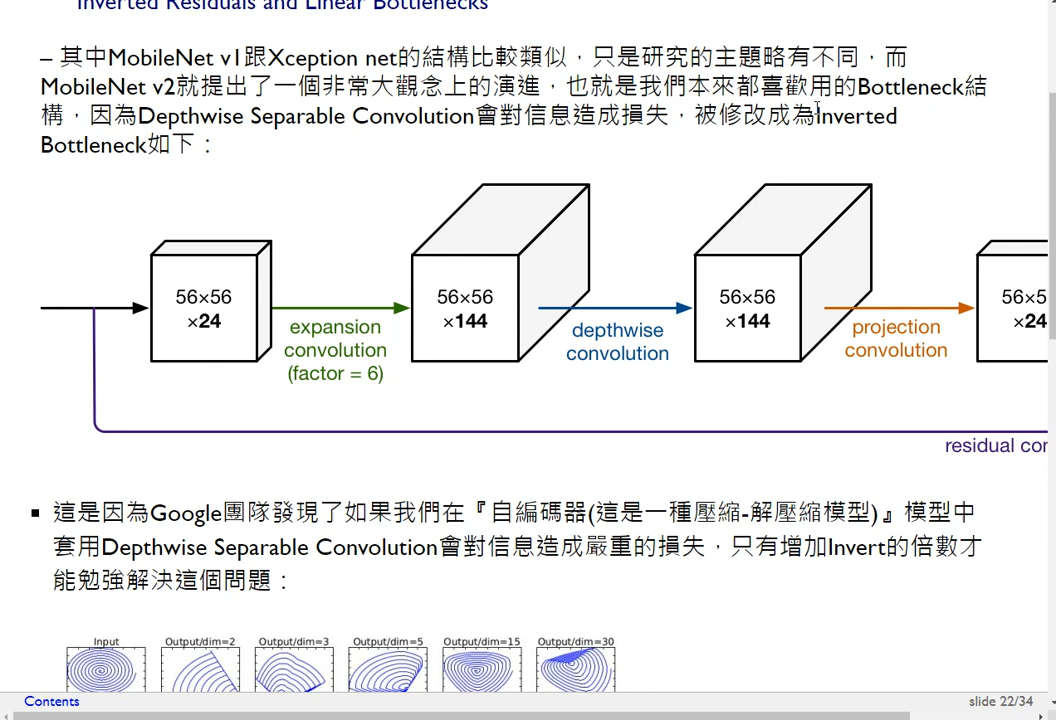 Inverted Residuals and Linear Bottlenecks
– 其中MobileNet v1跟Xception net的結構比較類似，只是研究的主題略有不同，而
MobileNet v2就提出了一個非常大觀念上的演進，也就是我們本來都喜歡用的Bottleneck結
構，因為Depthwise Separable Convolution會對信息造成損失，被修改成為Inverted
Bottleneck如下：
56×56
×24
expansion
convolution
(factor = 6)
56×56
×144
depthwise
convolution
56×56
×144
projection
convolution
56×5
×24
residual cor
▪ 這是因為Google團隊發現了如果我們在『自編碼器(這是一種壓縮-解壓縮模型)』模型中
套用Depthwise Separable Convolution會對信息造成嚴重的損失，只有增加Invert的倍數才
能勉強解決這個問題：
Input
Output/dim=2
Output/dim=3
Output/dim=5
Output/dim=15
Output/dim=30
Contents
slide 22/34